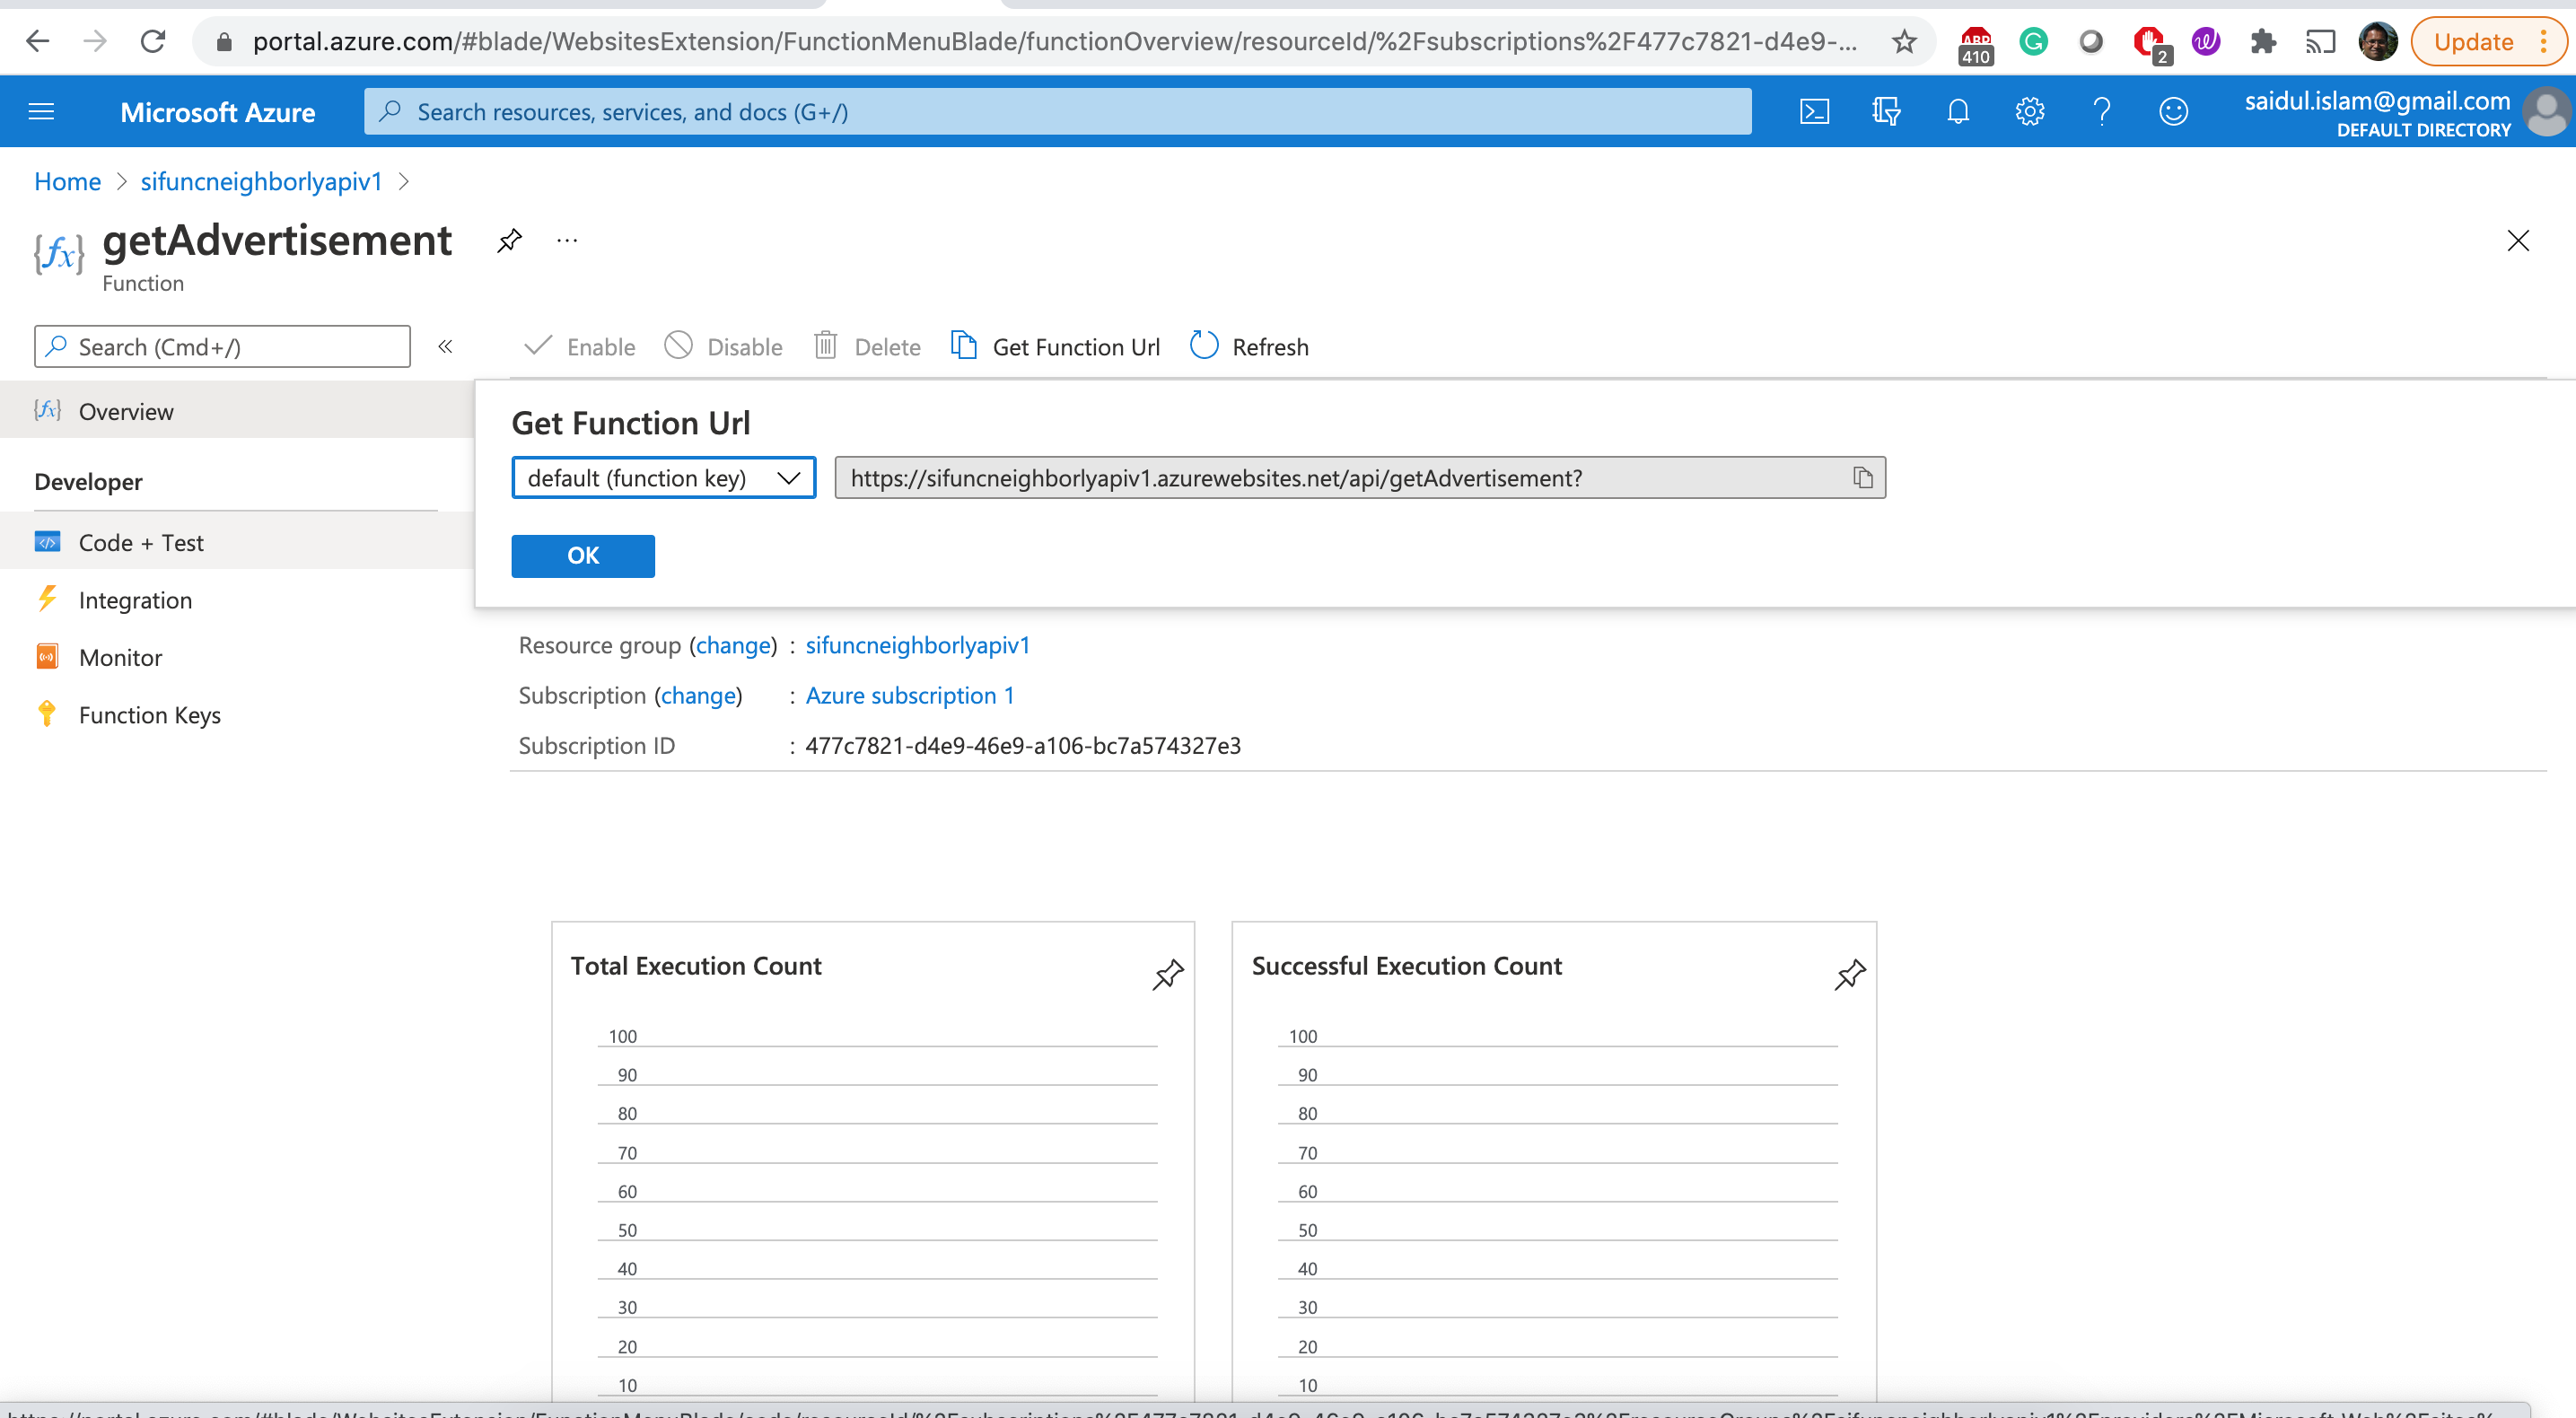 portal.azure.com/#blade/WebsitesExtension/FunctionMenuBlade/functionOverview/resourceId/%2Fsubscriptions%2F477c7821-d4e9-...
ABP
410
2
Update
Microsoft Azure
Search resources, services, and docs (G+/)
saidul.islam@gmail.com
DEFAULT DIRECTORY
Home > sifuncneighborlyapiv1 >
{fx} getAdvertisement ...
Function
Search (Cmd+/) «
Enable Disable Delete Get Function Url Refresh
{fx} Overview
Developer
Code + Test
Integration
Monitor
Function Keys
Get Function Url
default (function key) https://sifuncneighborlyapiv1.azurewebsites.net/api/getAdvertisement?
OK
Resource group (change) : sifuncneighborlyapiv1
Subscription (change) : Azure subscription 1
Subscription ID : 477c7821-d4e9-46e9-a106-bc7a574327e3
Total Execution Count
100
90
80
70
60
50
40
30
20
10
Successful Execution Count
100
90
80
70
60
50
40
30
20
10